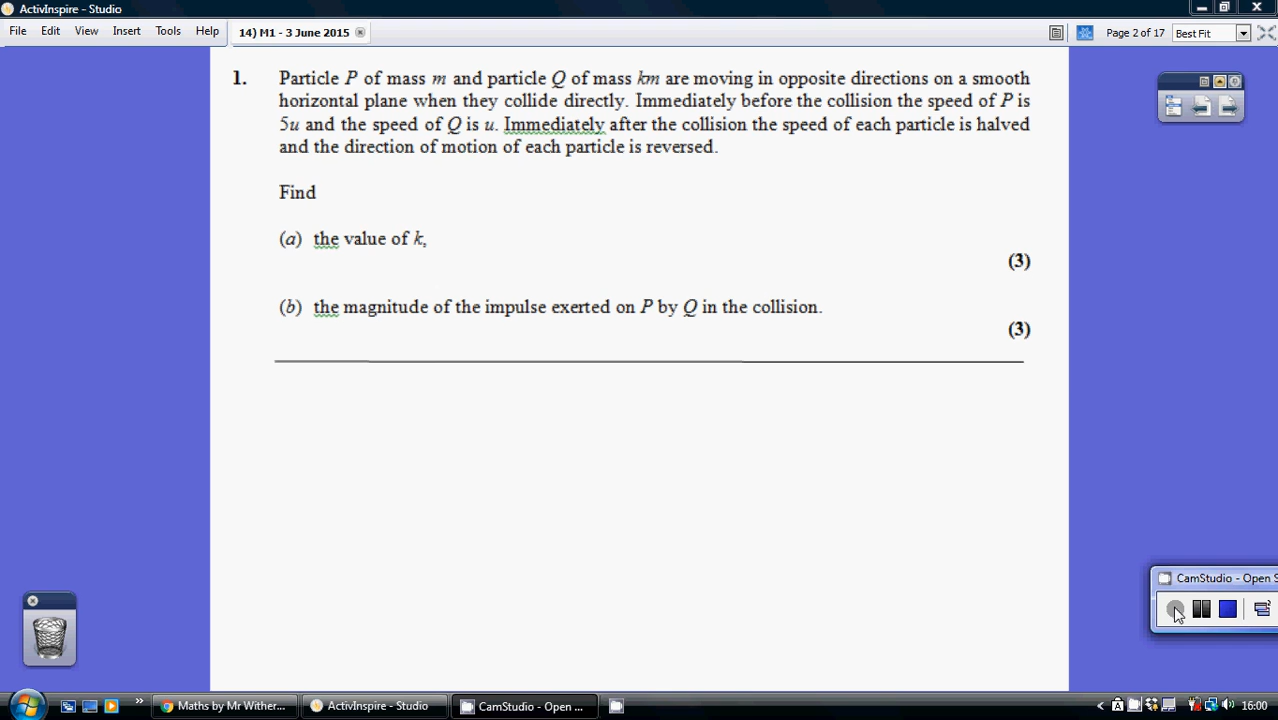 ActivInspire - Studio
File Edit View Insert Tools Help 14) M1 - 3 June 2015 Page 2 of 17 Best Fit
1. Particle P of mass m and particle Q of mass km are moving in opposite directions on a smooth
horizontal plane when they collide directly. Immediately before the collision the speed of P is
5u and the speed of Q is u. Immediately after the collision the speed of each particle is halved
and the direction of motion of each particle is reversed.
Find
(a) the value of k,
(3)
(b) the magnitude of the impulse exerted on P by Q in the collision.
(3)
CamStudio - Open S
Maths by Mr Wither... ActivInspire - Studio CamStudio - Open ... 16:00